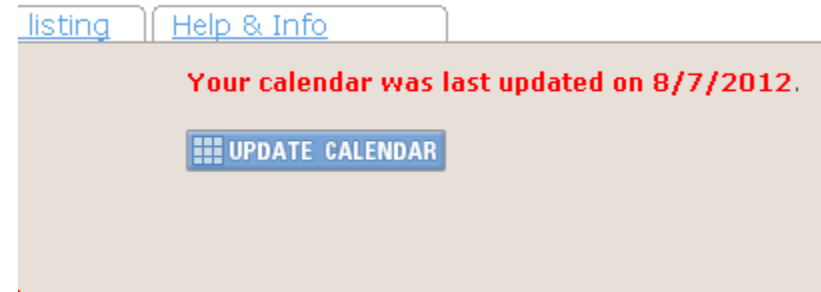 listing Help & Info
Your calendar was last updated on 8/7/2012.
UPDATE CALENDAR